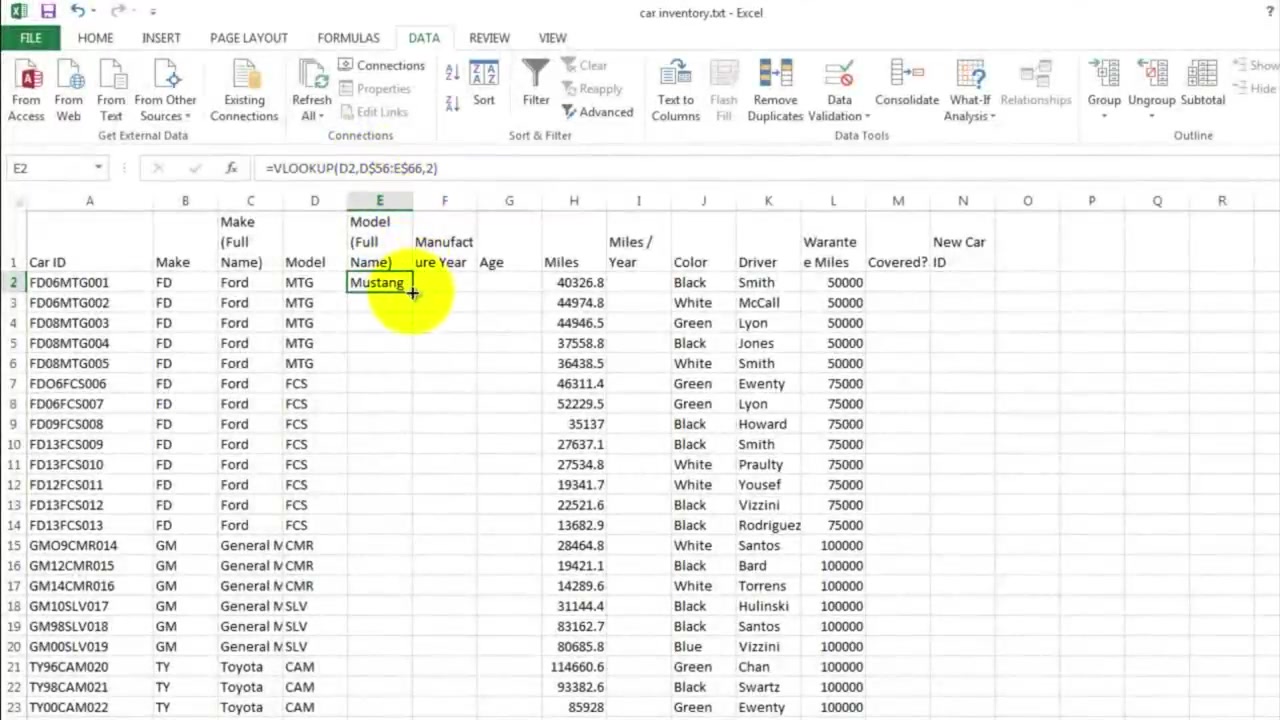 car inventory.txt - Excel
?
FILE HOME INSERT PAGE LAYOUT FORMULAS DATA REVIEW VIEW
From Access
From Web
From Text
From Other Sources
Existing Connections
Get External Data
Refresh All
Connections
Properties
Edit Links
Connections
Sort
Filter
Clear
Reapply
Advanced
Sort & Filter
Text to Columns
Flash Fill
Remove Duplicates
Data Validation
Consolidate
What-If Analysis
Relationships
Data Tools
Group
Ungroup
Subtotal
Show
Hide
Outline
E2 fx =VLOOKUP(D2,D$56:E$66,2)
A B C D E F G H I J K L M N O P Q R
1 Car ID Make Make (Full Name) Model Model (Full Name) Manufacture Year Age Miles Miles / Year Color Driver Warantee Miles Covered? New Car ID
2 FD06MTG001 FD Ford MTG Mustang 40326.8 Black Smith 50000
3 FD06MTG002 FD Ford MTG 44974.8 White McCall 50000
4 FD08MTG003 FD Ford MTG 44946.5 Green Lyon 50000
5 FD08MTG004 FD Ford MTG 37558.8 Black Jones 50000
6 FD08MTG005 FD Ford MTG 36438.5 White Smith 50000
7 FDO6FCS006 FD Ford FCS 46311.4 Green Ewenty 75000
8 FD06FCS007 FD Ford FCS 52229.5 Green Lyon 75000
9 FD09FCS008 FD Ford FCS 35137 Black Howard 75000
10 FD13FCS009 FD Ford FCS 27637.1 Black Smith 75000
11 FD13FCS010 FD Ford FCS 27534.8 White Praulty 75000
12 FD12FCS011 FD Ford FCS 19341.7 White Yousef 75000
13 FD13FCS012 FD Ford FCS 22521.6 Black Vizzini 75000
14 FD13FCS013 FD Ford FCS 13682.9 Black Rodriguez 75000
15 GMO9CMR014 GM General M CMR 28464.8 White Santos 100000
16 GM12CMR015 GM General M CMR 19421.1 Black Bard 100000
17 GM14CMR016 GM General M CMR 14289.6 White Torrens 100000
18 GM10SLV017 GM General M SLV 31144.4 Black Hulinski 100000
19 GM98SLV018 GM General M SLV 83162.7 Black Santos 100000
20 GM00SLV019 GM General M SLV 80685.8 Blue Vizzini 100000
21 TY96CAM020 TY Toyota CAM 114660.6 Green Chan 100000
22 TY98CAM021 TY Toyota CAM 93382.6 Black Swartz 100000
23 TY00CAM022 TY Toyota CAM 85928 Green Ewenty 100000